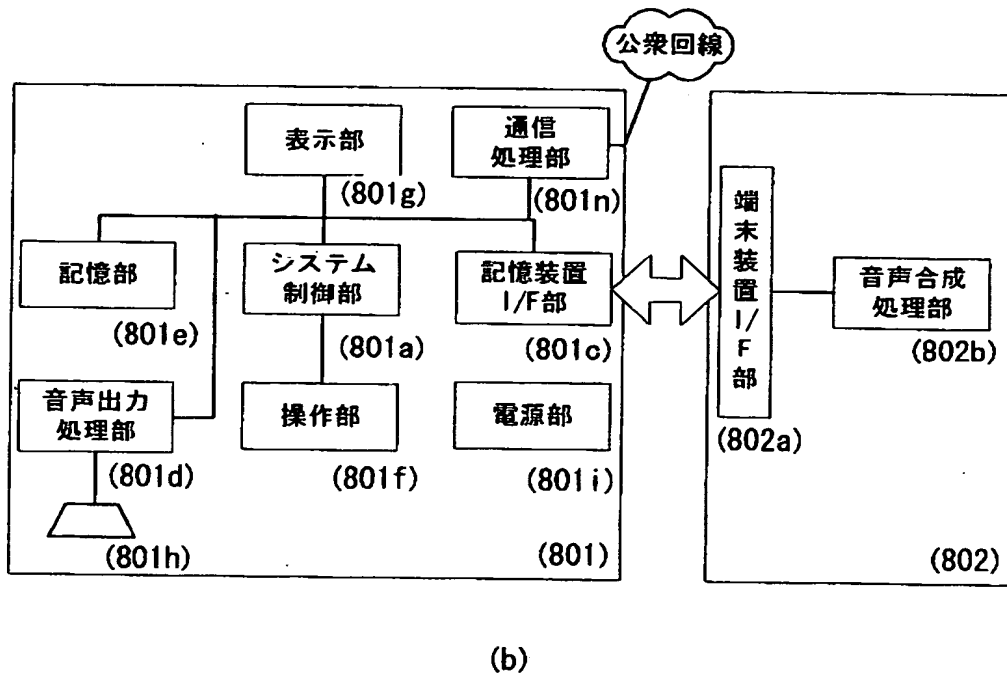 公衆回線
表示部
(801g)
通信
処理部
(801n)
記憶部
(801e)
システム
制御部
(801a)
記憶装置
I/F部
(801c)
端末装置I/F部
(802a)
音声合成
処理部
(802b)
音声出力
処理部
(801d)
操作部
(801f)
電源部
(801i)
(801h)
(801)
(802)
(b)